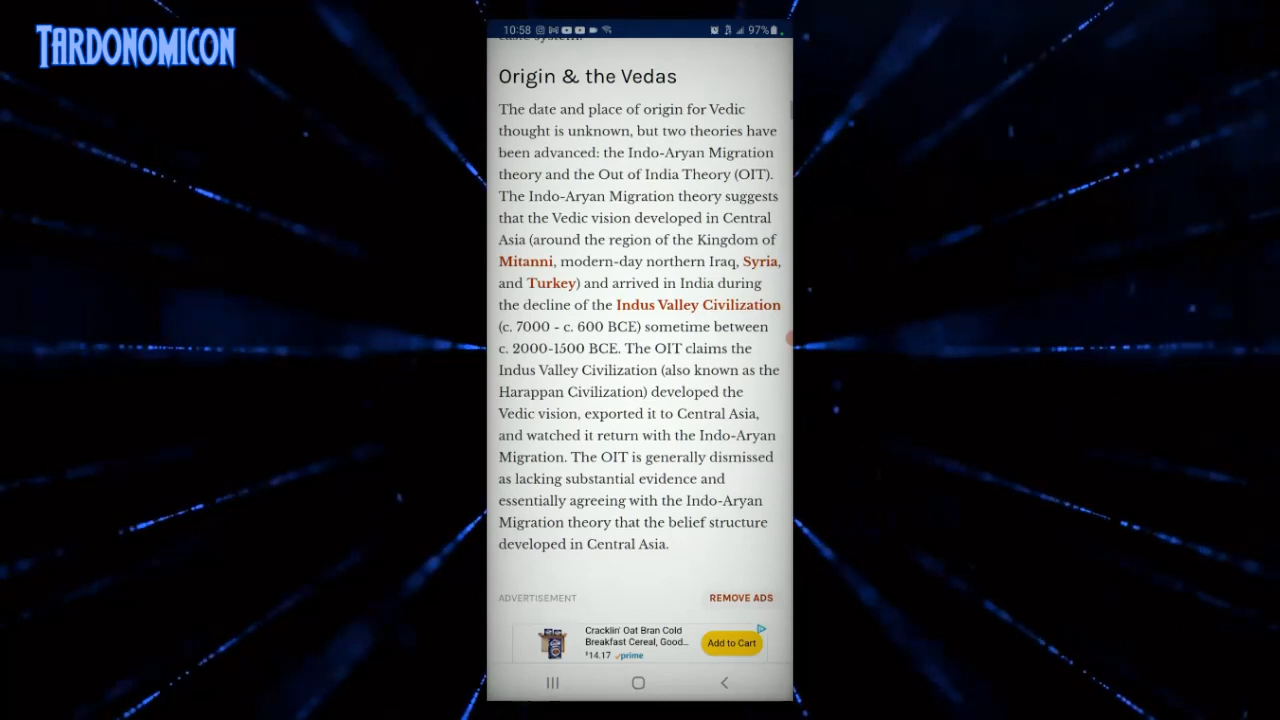 TARDONOMICON
10:58
97%
caste system.
Origin & the Vedas
The date and place of origin for Vedic
thought is unknown, but two theories have
been advanced: the Indo-Aryan Migration
theory and the Out of India Theory (OIT).
The Indo-Aryan Migration theory suggests
that the Vedic vision developed in Central
Asia (around the region of the Kingdom of
Mitanni, modern-day northern Iraq, Syria,
and Turkey) and arrived in India during
the decline of the Indus Valley Civilization
(c. 7000 - c. 600 BCE) sometime between
c. 2000-1500 BCE. The OIT claims the
Indus Valley Civilization (also known as the
Harappan Civilization) developed the
Vedic vision, exported it to Central Asia,
and watched it return with the Indo-Aryan
Migration. The OIT is generally dismissed
as lacking substantial evidence and
essentially agreeing with the Indo-Aryan
Migration theory that the belief structure
developed in Central Asia.
ADVERTISEMENT
REMOVE ADS
Cracklin' Oat Bran Cold
Breakfast Cereal, Good...
$14.17 prime
Add to Cart